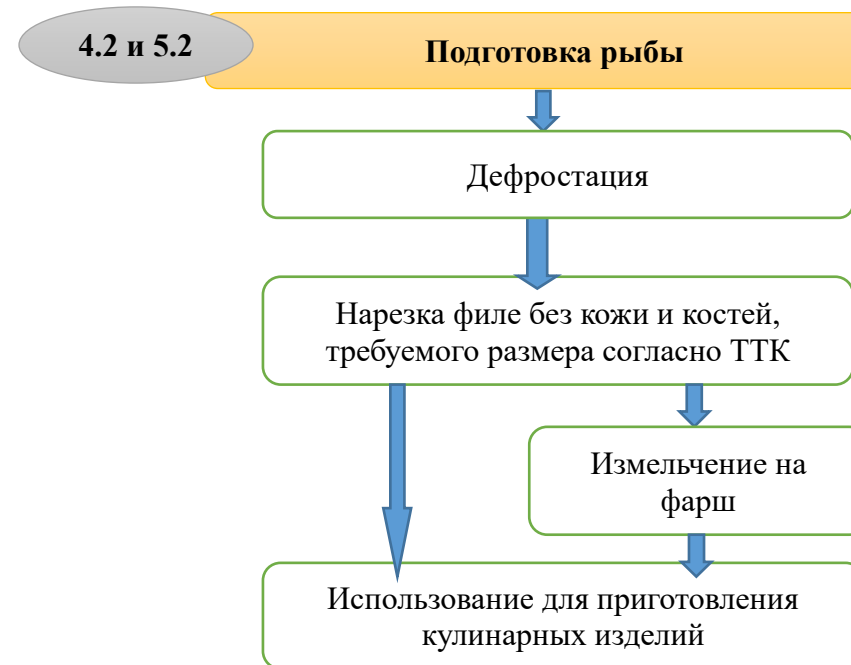 4.2 и 5.2
Подготовка рыбы
Дефростация
Нарезка филе без кожи и костей,
требуемого размера согласно ТТК
Измельчение на
фарш
Использование для приготовления
кулинарных изделий